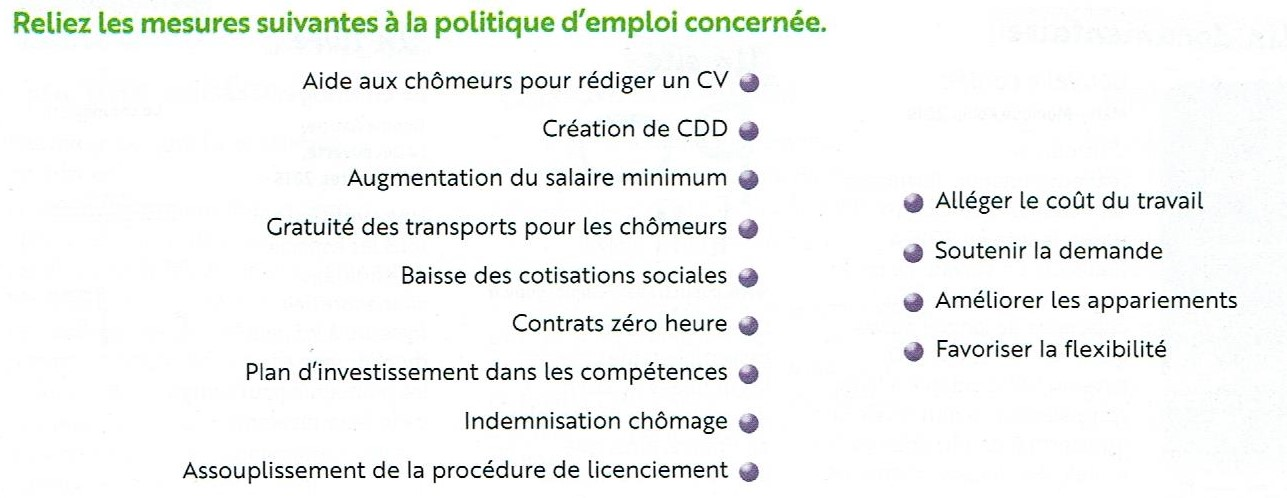 Reliez les mesures suivantes à la politique d'emploi concernée.
Aide aux chômeurs pour rédiger un CV
Création de CDD
Augmentation du salaire minimum
Gratuité des transports pour les chômeurs
Baisse des cotisations sociales
Contrats zéro heure
Plan d'investissement dans les compétences
Indemnisation chômage
Assouplissement de la procédure de licenciement
Alléger le coût du travail
Soutenir la demande
Améliorer les appariements
Favoriser la flexibilité